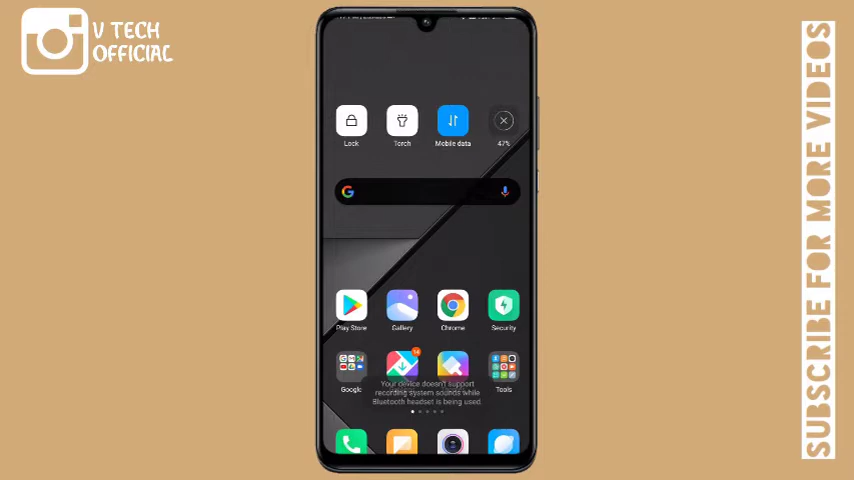 V TECH
OFFICIAL
Lock
Torch
Mobile data
47%
Play Store
Gallery
Chrome
Security
14
Google
Tools
Your device doesn't support
recording system sounds while
Bluetooth headset is being used.
SUBSCRIBE FOR MORE VIDEOS